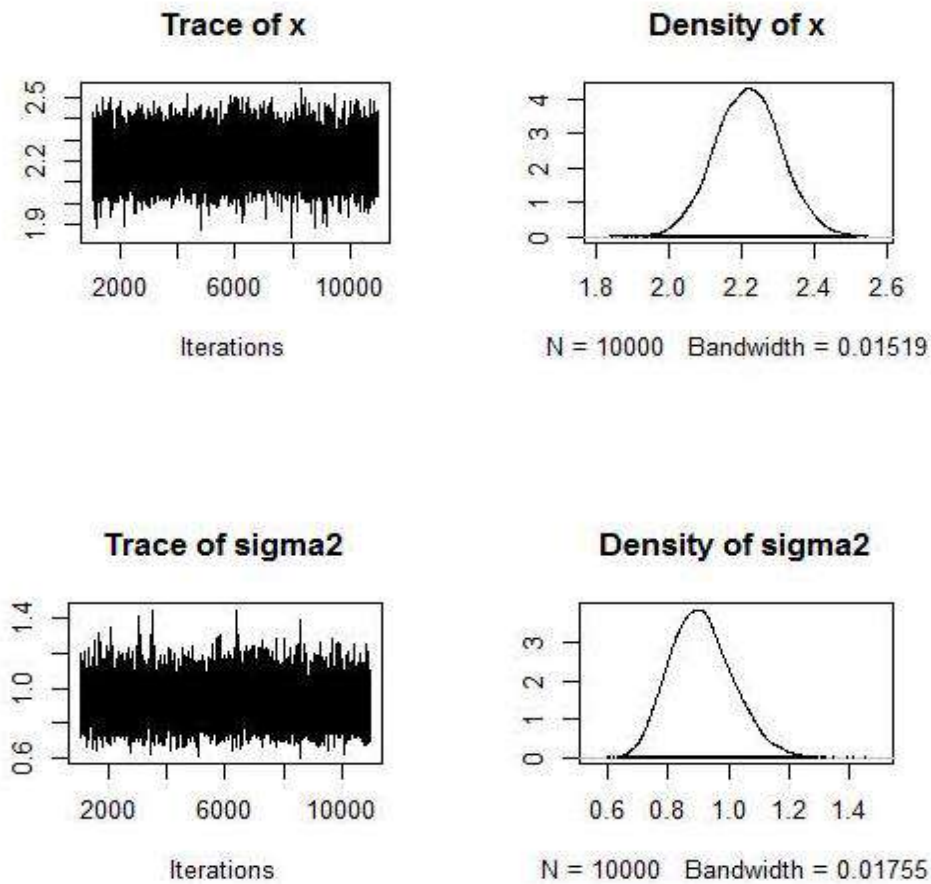 Trace of x
Density of x
2.5
2.2
1.9
2000 6000 10000
Iterations
4
3
2
1
0
1.8 2.0 2.2 2.4 2.6
N = 10000 Bandwidth = 0.01519
Trace of sigma2
Density of sigma2
1.4
1.0
0.6
2000 6000 10000
Iterations
3
2
1
0
0.6 0.8 1.0 1.2 1.4
N = 10000 Bandwidth = 0.01755